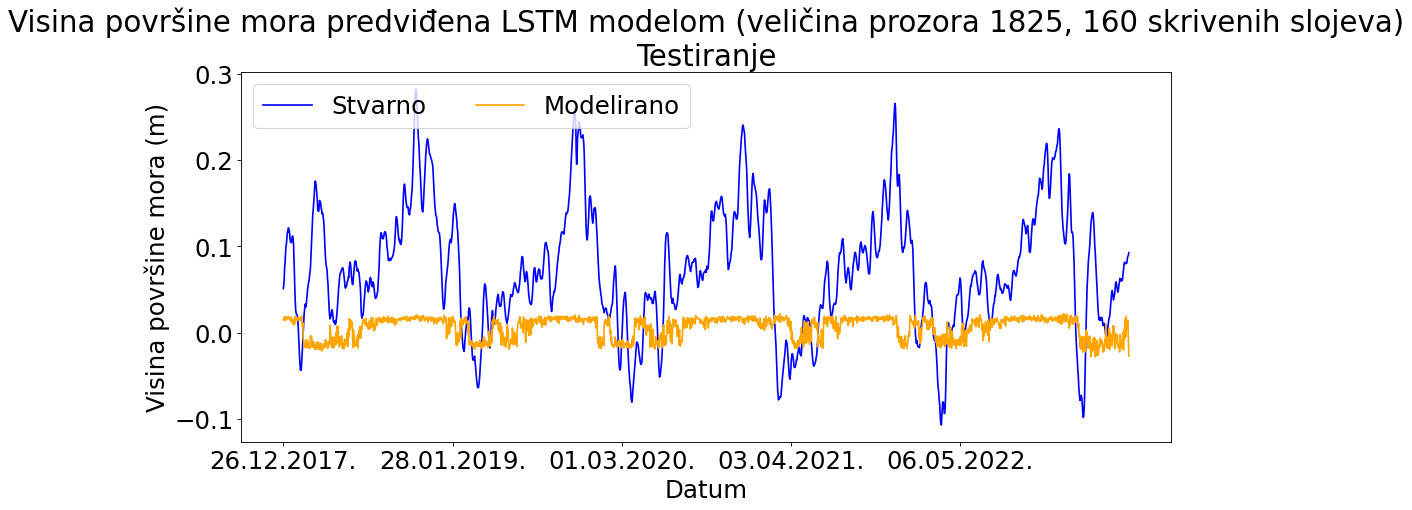 Visina površine mora predviđena LSTM modelom (veličina prozora 1825, 160 skrivenih slojeva)
Testiranje
Stvarno Modelirano
Visina površine mora (m)
0.3
0.2
0.1
0.0
−0.1
26.12.2017. 28.01.2019. 01.03.2020. 03.04.2021. 06.05.2022.
Datum